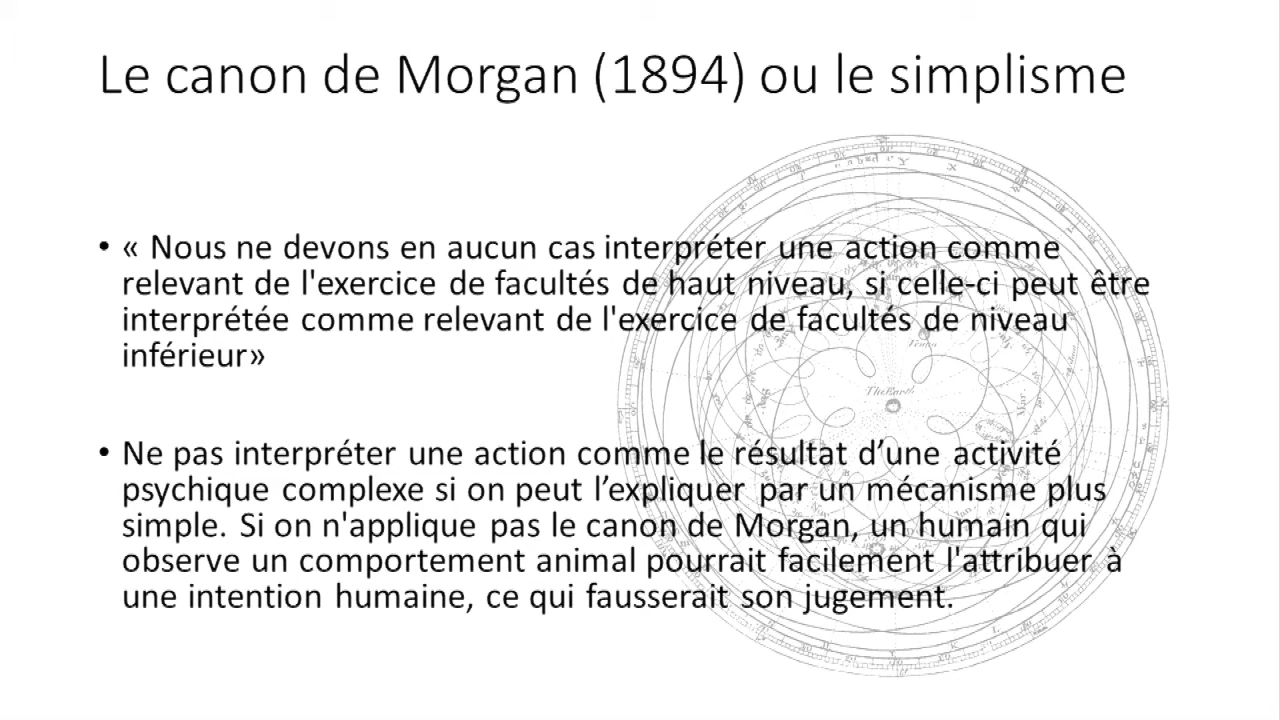 Le canon de Morgan (1894) ou le simplisme
• « Nous ne devons en aucun cas interpréter une action comme
relevant de l'exercice de facultés de haut niveau, si celle-ci peut être
interprétée comme relevant de l'exercice de facultés de niveau
inférieur»
• Ne pas interpréter une action comme le résultat d’une activité
psychique complexe si on peut l’expliquer par un mécanisme plus
simple. Si on n'applique pas le canon de Morgan, un humain qui
observe un comportement animal pourrait facilement l'attribuer à
une intention humaine, ce qui fausserait son jugement.
The Earth